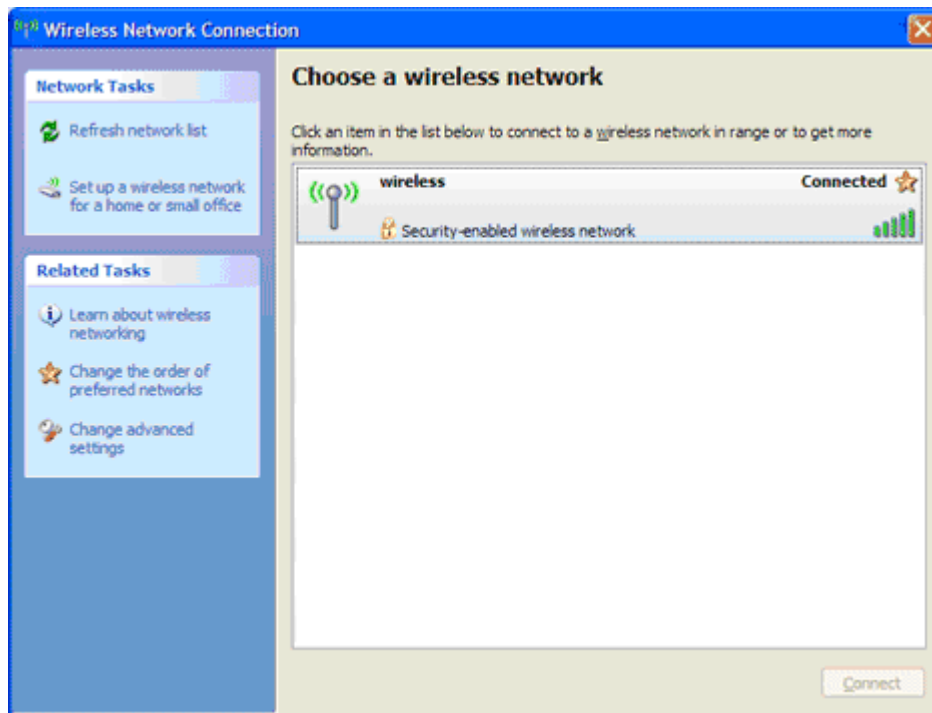 Wireless Network Connection
Network Tasks
Refresh network list
Set up a wireless network
for a home or small office
Related Tasks
Learn about wireless
networking
Change the order of
preferred networks
Change advanced
settings
Choose a wireless network
Click an item in the list below to connect to a wireless network in range or to get more
information.
wireless Connected
Security-enabled wireless network
Connect